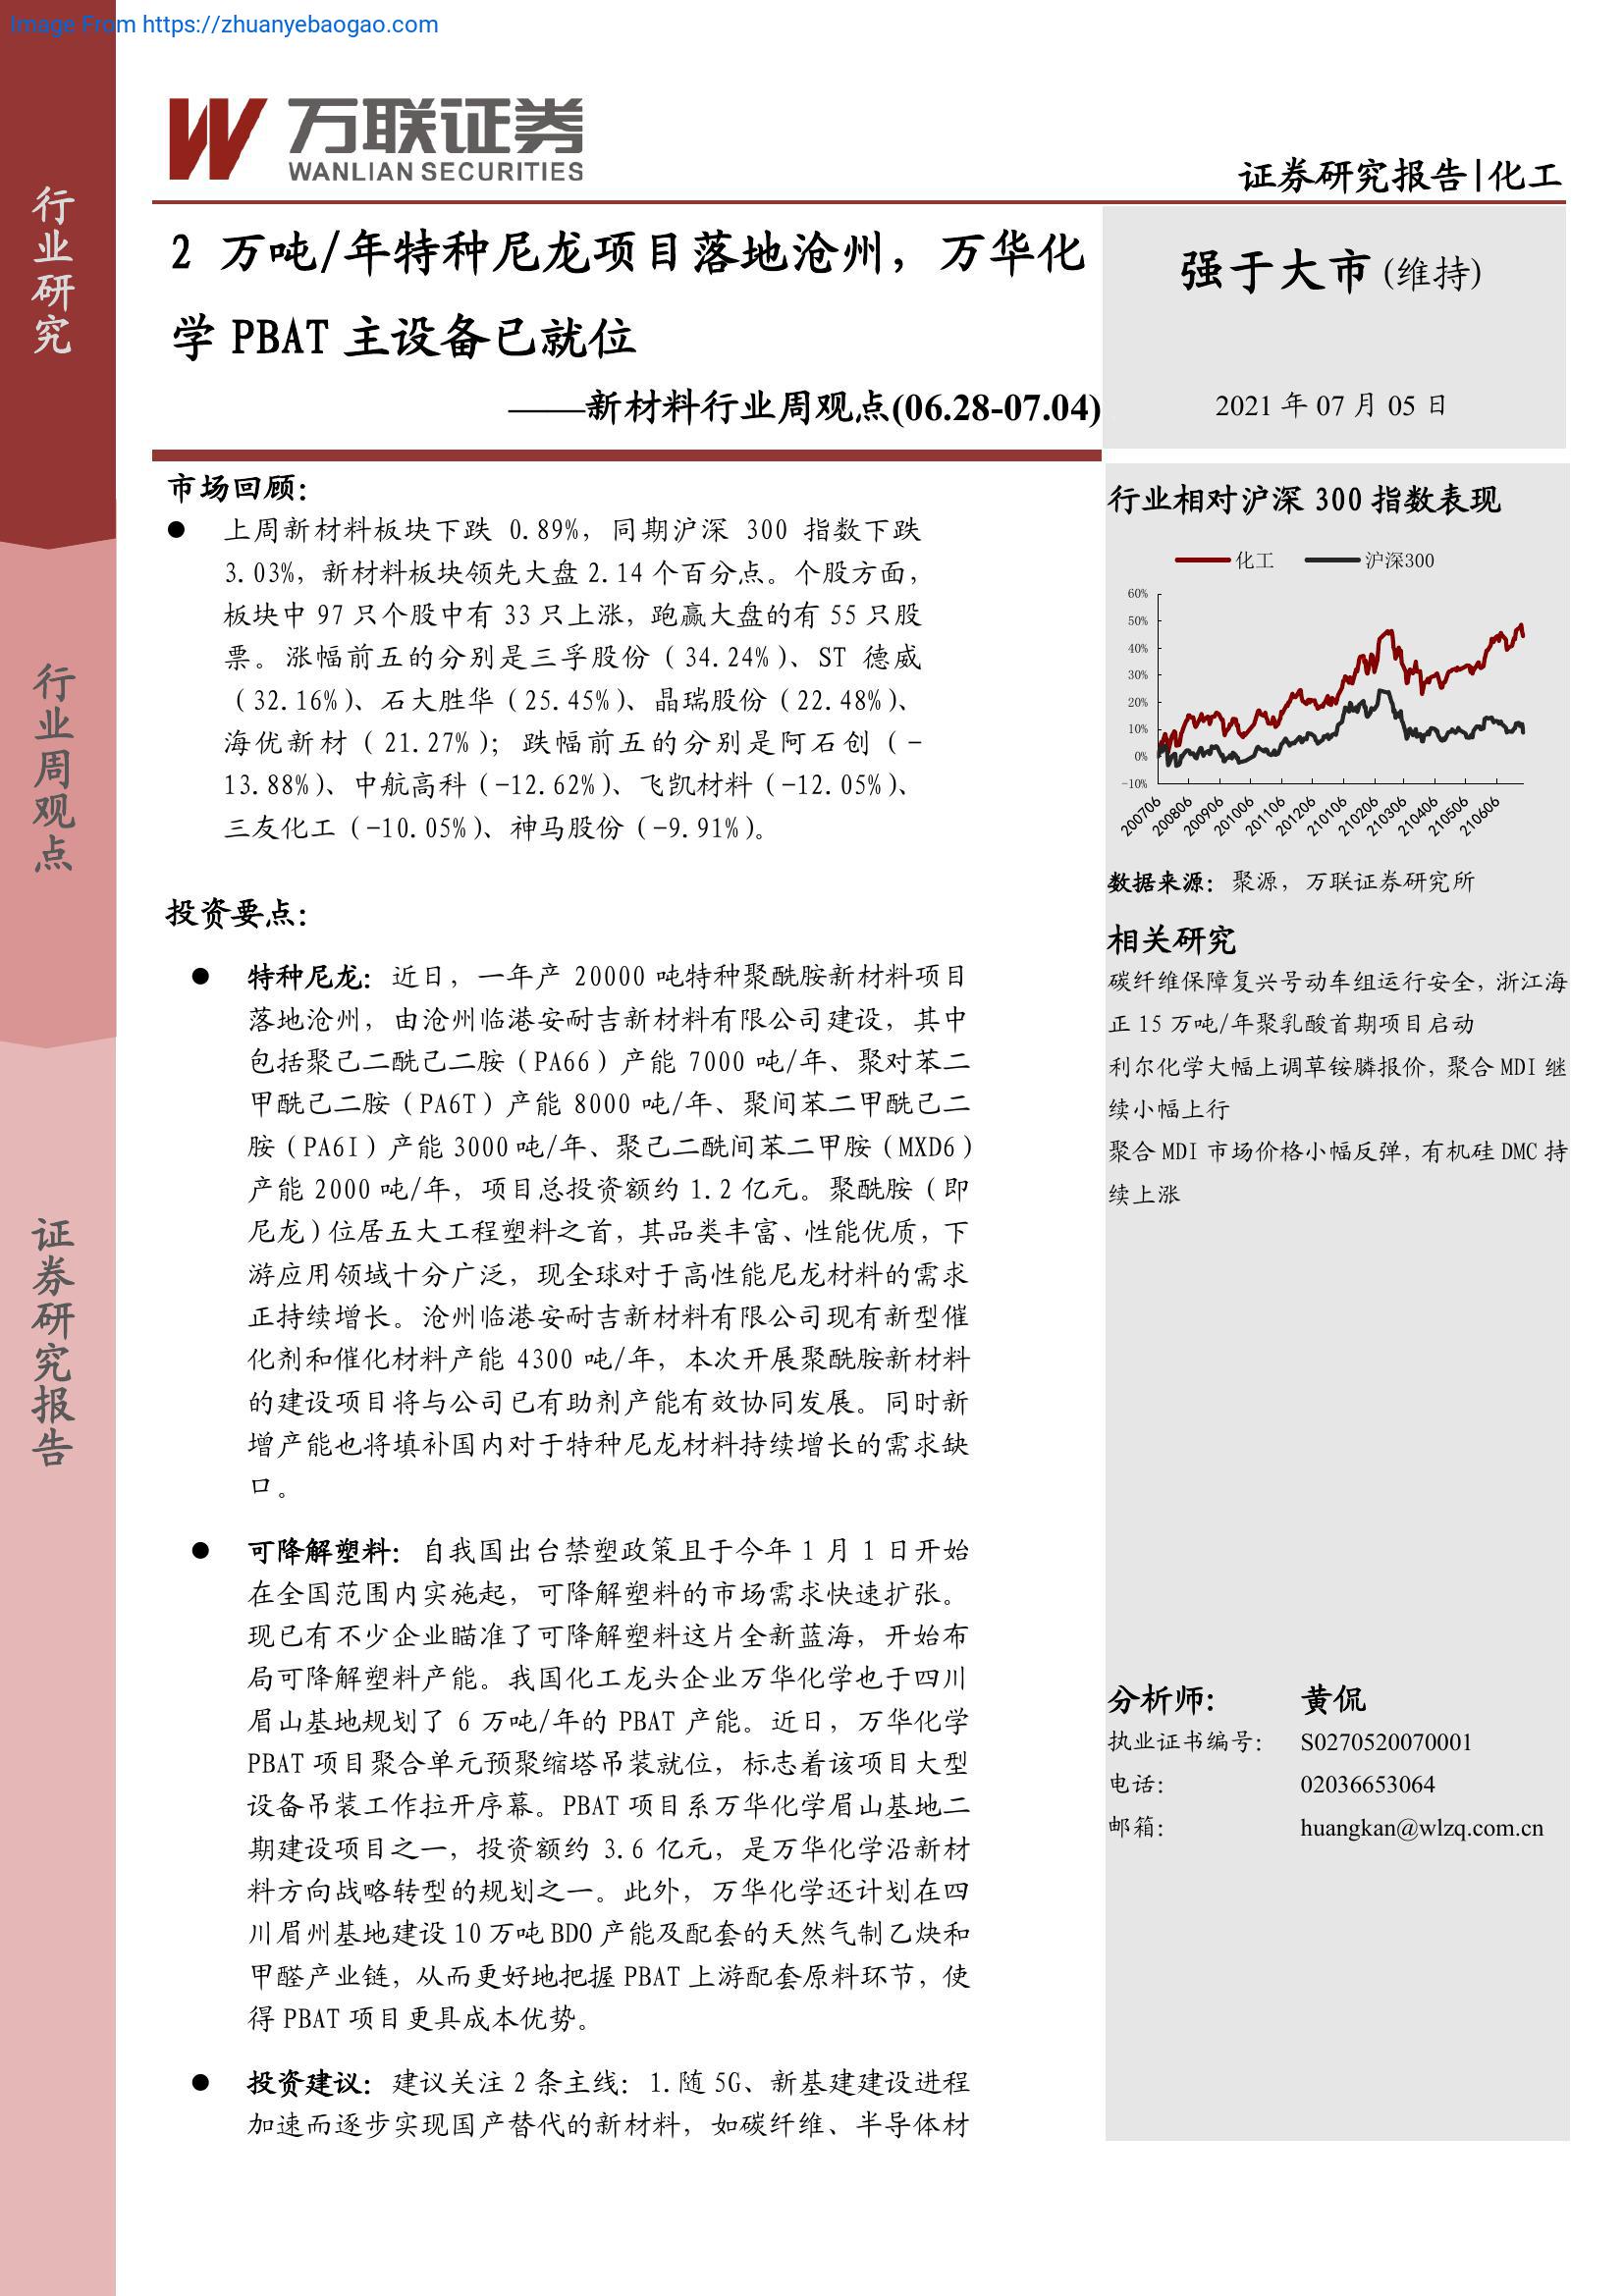 Image From https://zhuanyebaogao.com
行业研究
行业周观点
证券研究报告
万联证券
WANLIAN SECURITIES
证券研究报告|化工
2 万吨/年特种尼龙项目落地沧州，万华化
学 PBAT 主设备已就位
——新材料行业周观点(06.28-07.04)
强于大市(维持)
2021 年 07 月 05 日
市场回顾：
● 上周新材料板块下跌 0.89%，同期沪深 300 指数下跌
3.03%，新材料板块领先大盘 2.14 个百分点。个股方面，
板块中 97 只个股中有 33 只上涨，跑赢大盘的有 55 只股
票。涨幅前五的分别是三孚股份（34.24%）、ST 德威
（32.16%）、石大胜华（25.45%）、晶瑞股份（22.48%）、
海优新材（21.27%）；跌幅前五的分别是阿石创（-
13.88%）、中航高科（-12.62%）、飞凯材料（-12.05%）、
三友化工（-10.05%）、神马股份（-9.91%）。
投资要点：
● 特种尼龙：近日，一年产 20000 吨特种聚酰胺新材料项目
落地沧州，由沧州临港安耐吉新材料有限公司建设，其中
包括聚己二酰己二胺（PA66）产能 7000 吨/年、聚对苯二
甲酰己二胺（PA6T）产能 8000 吨/年、聚间苯二甲酰己二
胺（PA6I）产能 3000 吨/年、聚己二酰间苯二甲胺（MXD6）
产能 2000 吨/年，项目总投资额约 1.2 亿元。聚酰胺（即
尼龙）位居五大工程塑料之首，其品类丰富、性能优质，下
游应用领域十分广泛，现全球对于高性能尼龙材料的需求
正持续增长。沧州临港安耐吉新材料有限公司现有新型催
化剂和催化材料产能 4300 吨/年，本次开展聚酰胺新材料
的建设项目将与公司已有助剂产能有效协同发展。同时新
增产能也将填补国内对于特种尼龙材料持续增长的需求缺
口。
● 可降解塑料：自我国出台禁塑政策且于今年 1 月 1 日开始
在全国范围内实施起，可降解塑料的市场需求快速扩张。
现已有不少企业瞄准了可降解塑料这片全新蓝海，开始布
局可降解塑料产能。我国化工龙头企业万华化学也于四川
眉山基地规划了 6 万吨/年的 PBAT 产能。近日，万华化学
PBAT 项目聚合单元预聚缩塔吊装就位，标志着该项目大型
设备吊装工作拉开序幕。PBAT 项目系万华化学眉山基地二
期建设项目之一，投资额约 3.6 亿元，是万华化学沿新材
料方向战略转型的规划之一。此外，万华化学还计划在四
川眉州基地建设 10 万吨 BDO 产能及配套的天然气制乙炔和
甲醛产业链，从而更好地把握 PBAT 上游配套原料环节，使
得 PBAT 项目更具成本优势。
● 投资建议：建议关注 2 条主线：1.随 5G、新基建建设进程
加速而逐步实现国产替代的新材料，如碳纤维、半导体材
行业相对沪深 300 指数表现
化工 沪深300
60%
50%
40%
30%
20%
10%
0%
-10%
200706 200806 200906 201006 201106 201206 210106 210206 210306 210406 210506 210606
数据来源：聚源，万联证券研究所
相关研究
碳纤维保障复兴号动车组运行安全，浙江海
正 15 万吨/年聚乳酸首期项目启动
利尔化学大幅上调草铵膦报价，聚合 MDI 继
续小幅上行
聚合 MDI 市场价格小幅反弹，有机硅 DMC 持
续上涨
分析师: 黄侃
执业证书编号： S0270520070001
电话： 02036653064
邮箱： huangkan@wlzq.com.cn